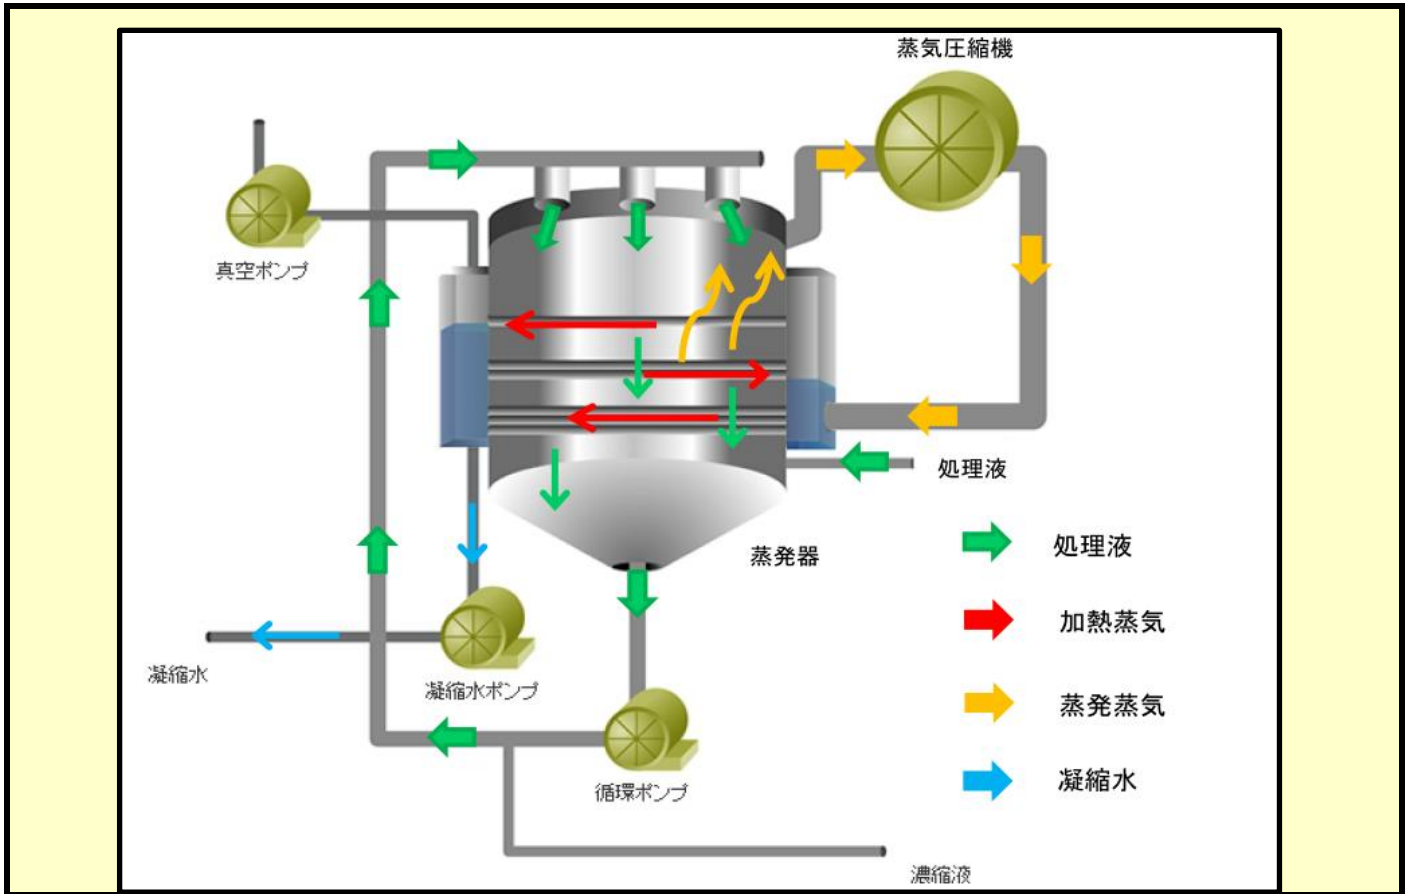 蒸気圧縮機
真空ポンプ
処理液
蒸発器
処理液
加熱蒸気
蒸発蒸気
凝縮水
凝縮水
凝縮水ポンプ
循環ポンプ
濃縮液